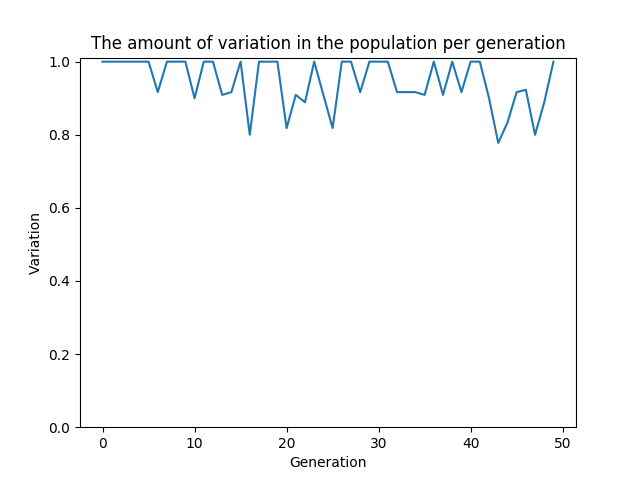 The amount of variation in the population per generation
1.0
0.8
0.6
0.4
0.2
0.0
Variation
0 10 20 30 40 50
Generation